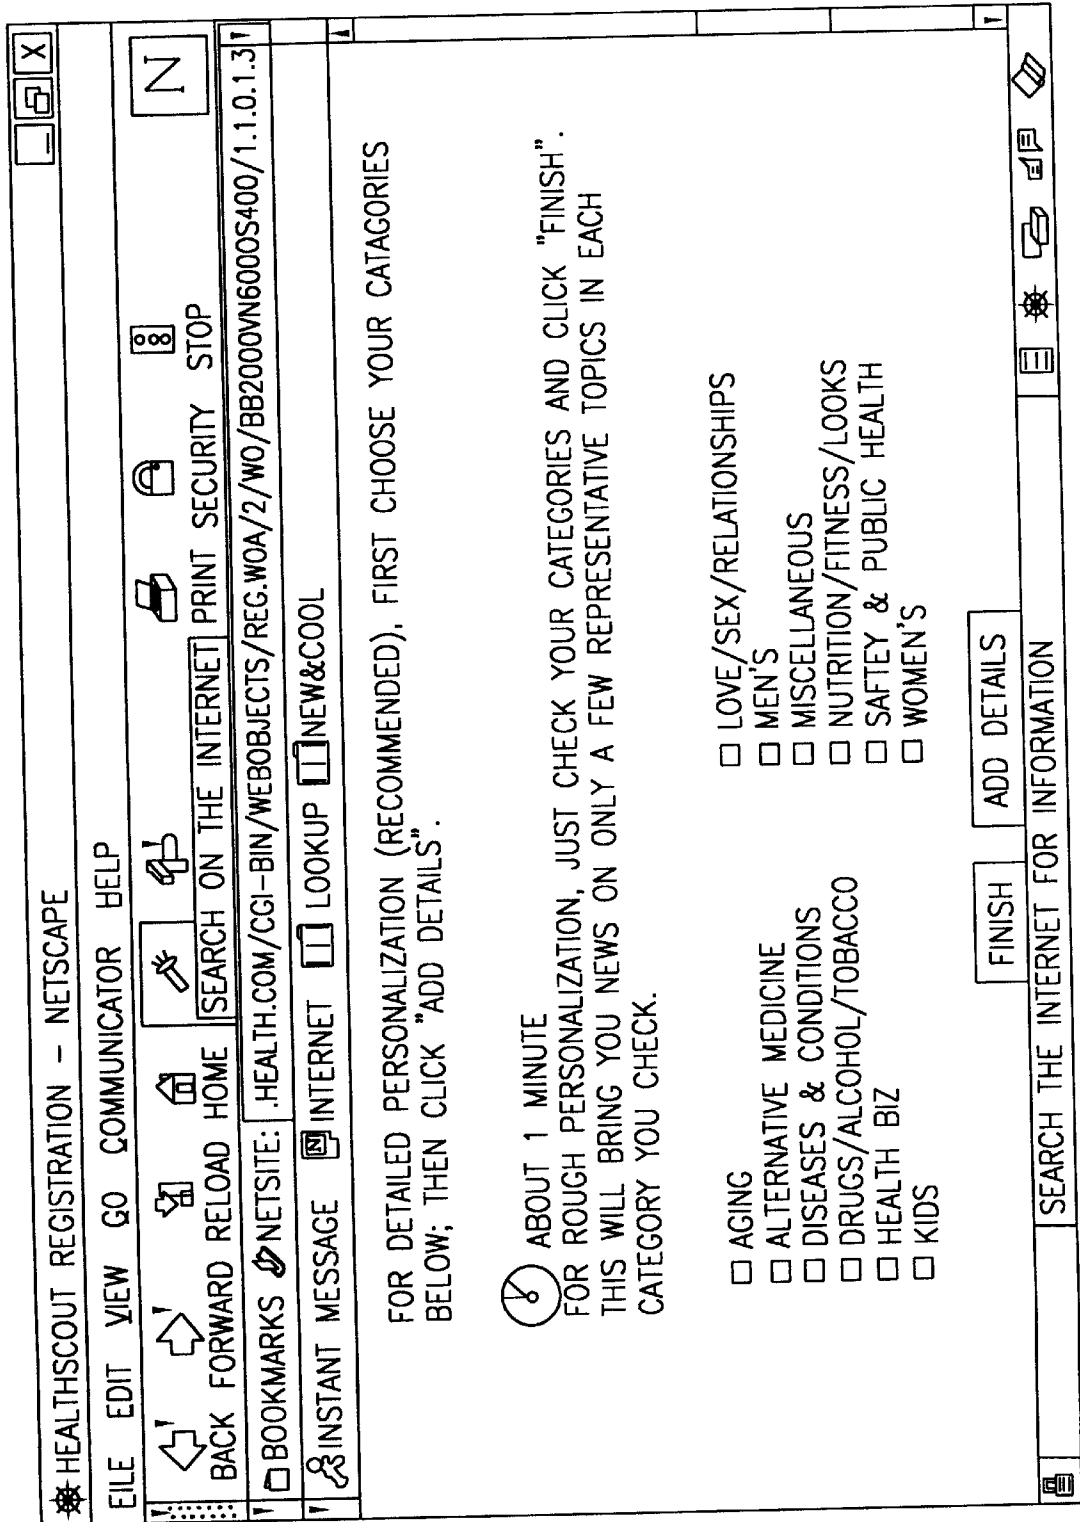 HEALTHSCOUT REGISTRATION – NETSCAPE
X
EILE EDIT VIEW GO COMMUNICATOR HELP
N
BACK FORWARD RELOAD HOME SEARCH ON THE INTERNET PRINT SECURITY STOP
BOOKMARKS NETSITE: .HEALTH.COM/CGI-BIN/WEBOBJECTS/REG.WOA/2/WO/BB2000VN600OS400/1.1.0.1.3
INSTANT MESSAGE N INTERNET LOOKUP NEW&COOL
FOR DETAILED PERSONALIZATION (RECOMMENDED), FIRST CHOOSE YOUR CATAGORIES
BELOW; THEN CLICK "ADD DETAILS".
ABOUT 1 MINUTE
FOR ROUGH PERSONALIZATION, JUST CHECK YOUR CATEGORIES AND CLICK "FINISH".
THIS WILL BRING YOU NEWS ON ONLY A FEW REPRESENTATIVE TOPICS IN EACH
CATEGORY YOU CHECK.
AGING
ALTERNATIVE MEDICINE
DISEASES & CONDITIONS
DRUGS/ALCOHOL/TOBACCO
HEALTH BIZ
KIDS
LOVE/SEX/RELATIONSHIPS
MEN'S
MISCELLANEOUS
NUTRITION/FITNESS/LOOKS
SAFTEY & PUBLIC HEALTH
WOMEN'S
FINISH ADD DETAILS
SEARCH THE INTERNET FOR INFORMATION